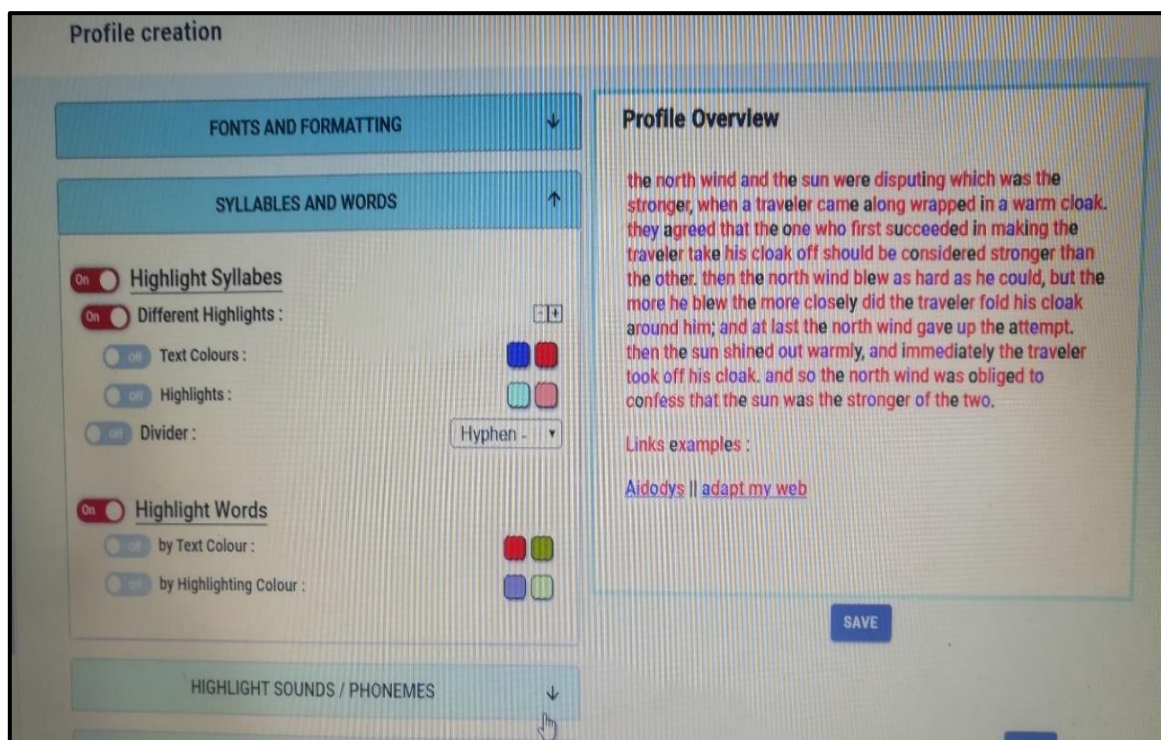 Profile creation
FONTS AND FORMATTING
SYLLABLES AND WORDS
On Highlight Syllabes
On Different Highlights :
- +
off Text Colours :
off Highlights :
off Divider :
Hyphen -
On Highlight Words
off by Text Colour :
off by Highlighting Colour :
HIGHLIGHT SOUNDS / PHONEMES
Profile Overview
the north wind and the sun were disputing which was the
stronger, when a traveler came along wrapped in a warm cloak.
they agreed that the one who first succeeded in making the
traveler take his cloak off should be considered stronger than
the other. then the north wind blew as hard as he could, but the
more he blew the more closely did the traveler fold his cloak
around him; and at last the north wind gave up the attempt.
then the sun shined out warmly, and immediately the traveler
took off his cloak. and so the north wind was obliged to
confess that the sun was the stronger of the two.
Links examples :
Aidodys || adapt my web
SAVE